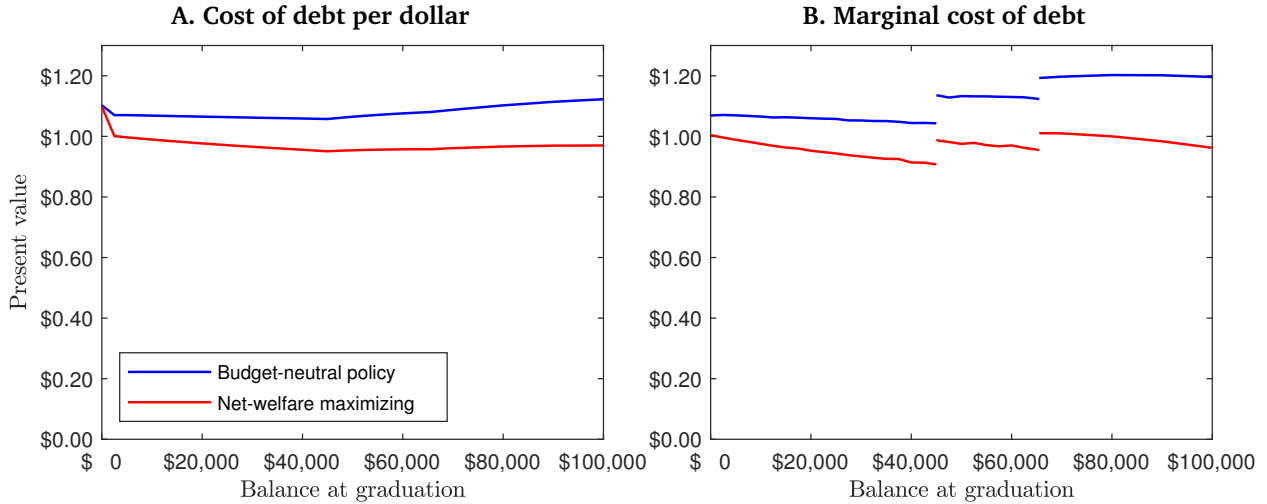 A. Cost of debt per dollar
$1.20
$1.00
$0.80
$0.60
$0.40
$0.20
$0.00
Present value
Budget-neutral policy
Net-welfare maximizing
$ 0 $20,000 $40,000 $60,000 $80,000 $100,000
Balance at graduation
B. Marginal cost of debt
$1.20
$1.00
$0.80
$0.60
$0.40
$0.20
$0.00
$ 0 $20,000 $40,000 $60,000 $80,000 $100,000
Balance at graduation